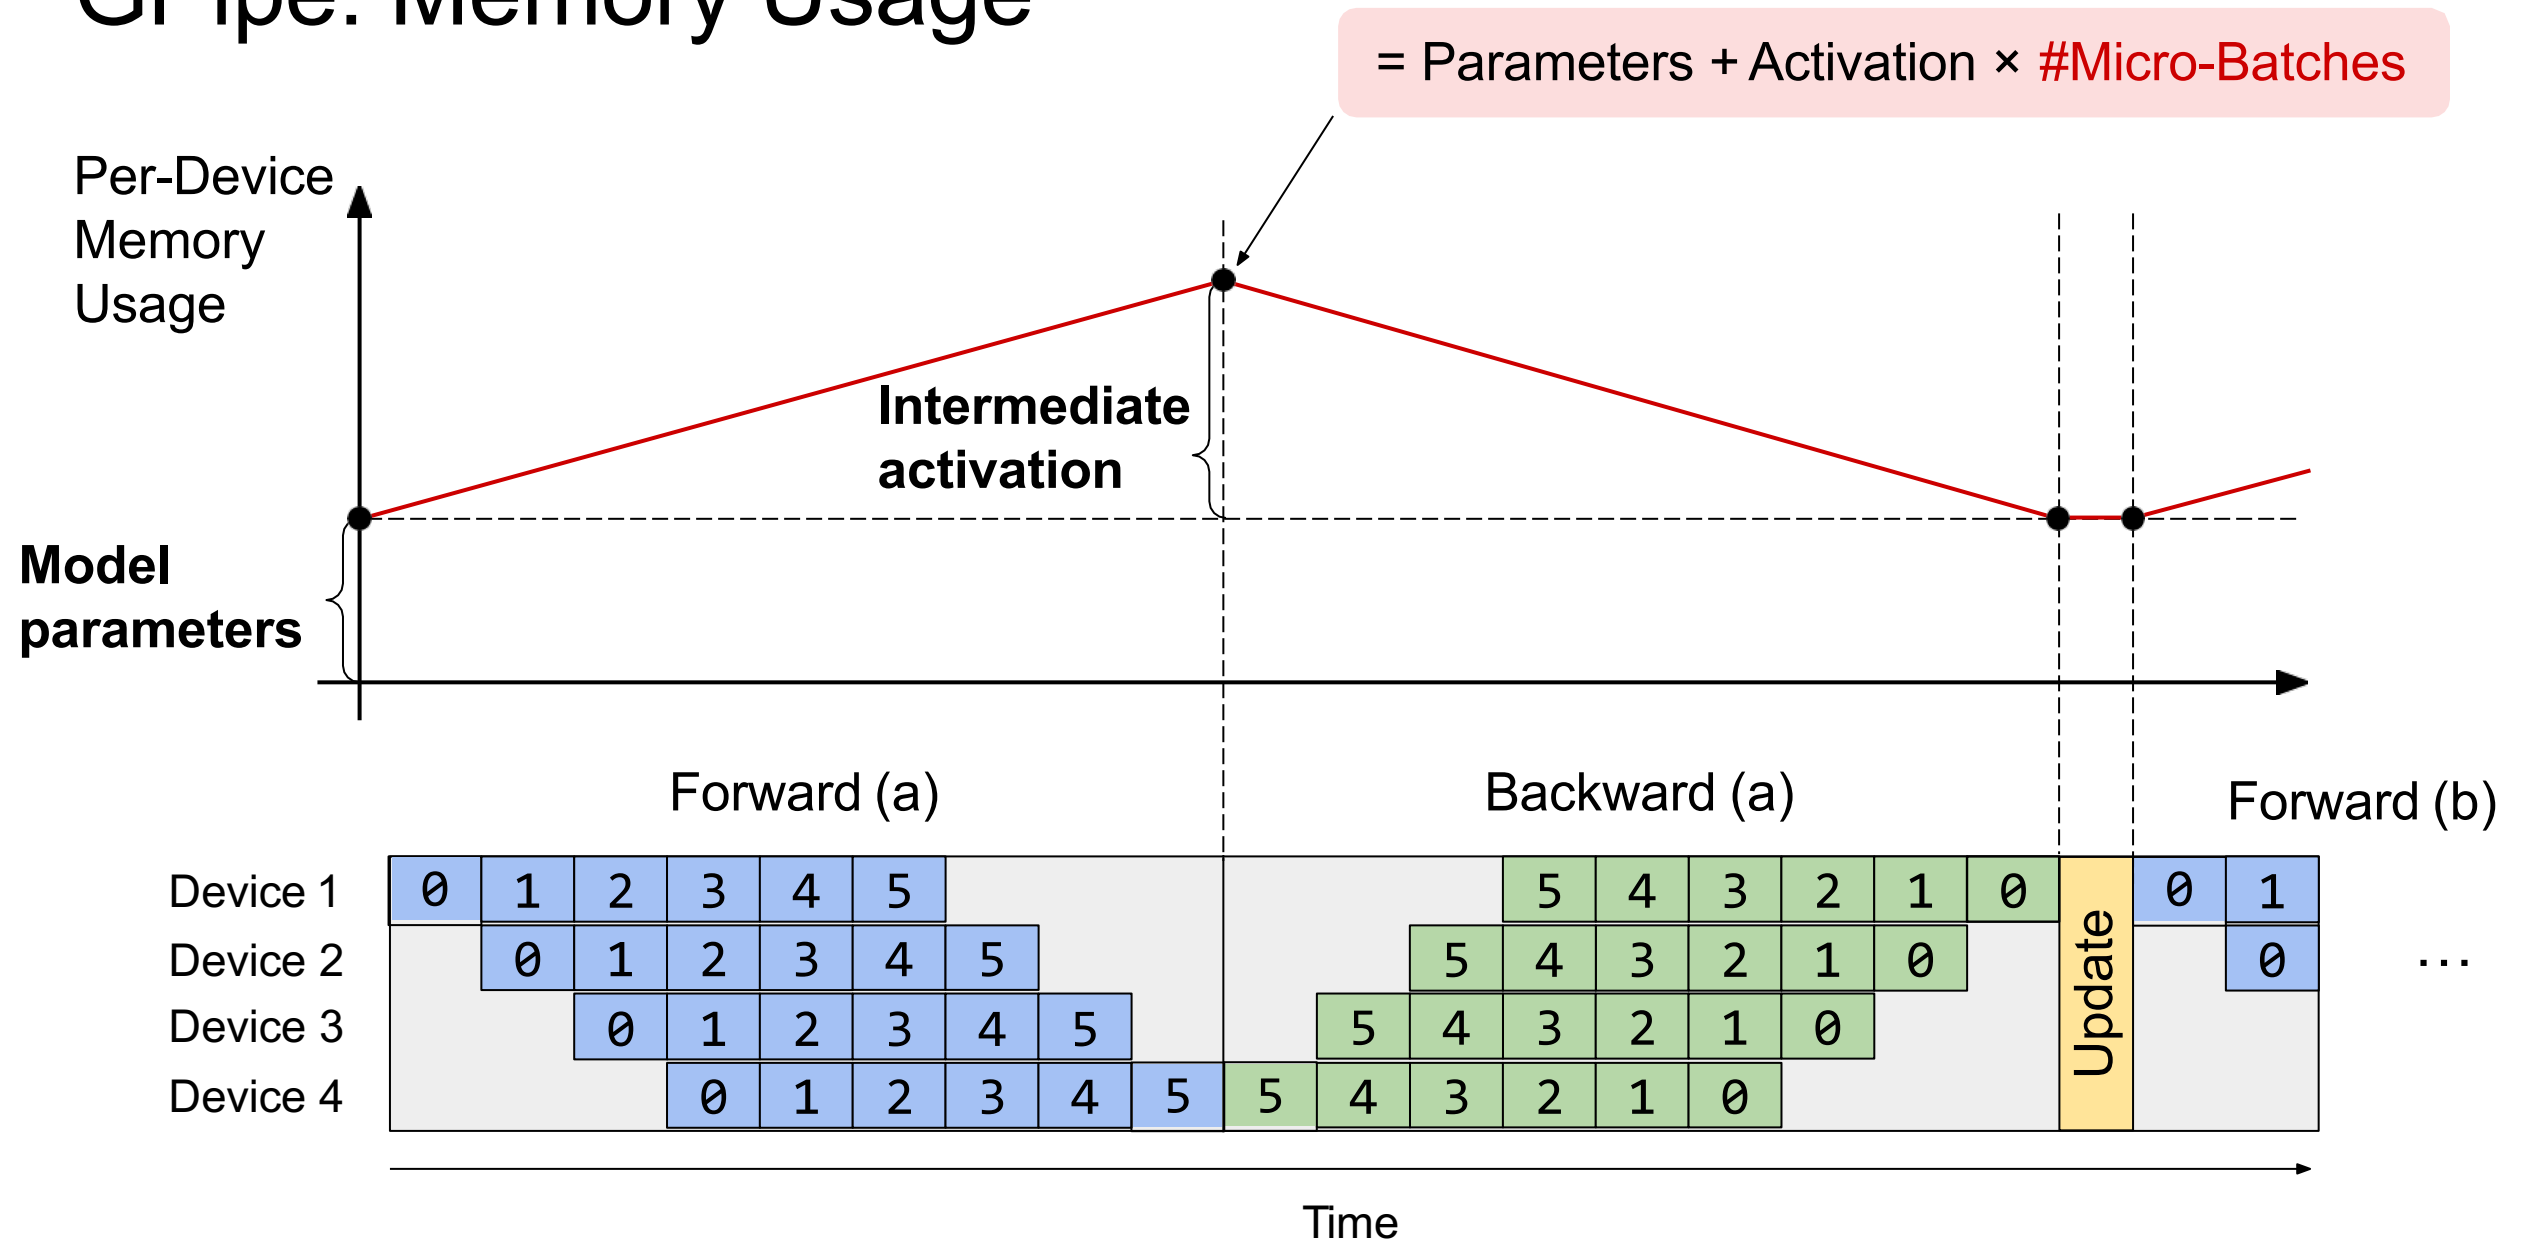 GPipe: Memory Usage
= Parameters + Activation × #Micro-Batches
Per-Device
Memory
Usage
Intermediate
activation
Model
parameters
Forward (a)
Backward (a)
Forward (b)
Device 1 0 1 2 3 4 5 5 4 3 2 1 0 0 1
Device 2 0 1 2 3 4 5 5 4 3 2 1 0 0 ...
Device 3 0 1 2 3 4 5 5 4 3 2 1 0
Device 4 0 1 2 3 4 5 5 4 3 2 1 0
Update
Time